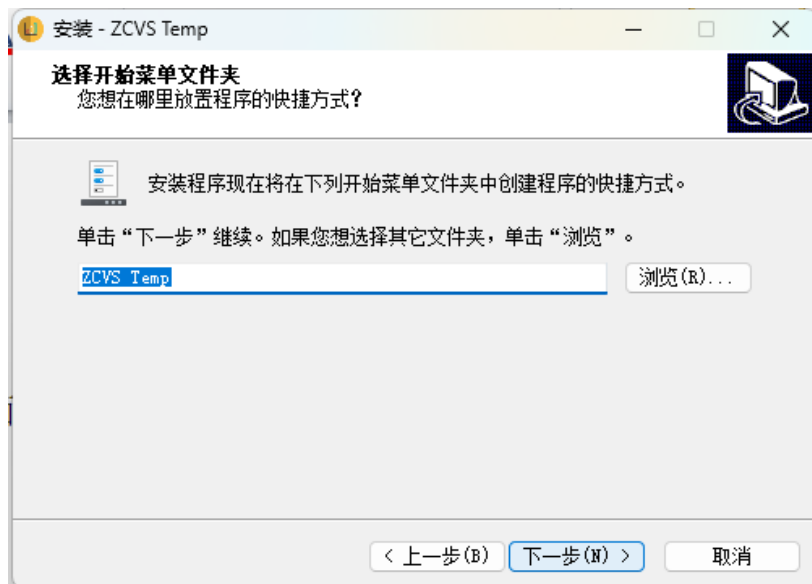 安装 - ZCVS Temp
选择开始菜单文件夹
您想在哪里放置程序的快捷方式?
安装程序现在将在下列开始菜单文件夹中创建程序的快捷方式。
单击“下一步”继续。如果您想选择其它文件夹，单击“浏览”。
ZCVS Temp
浏览(R)...
< 上一步(B)
下一步(N) >
取消